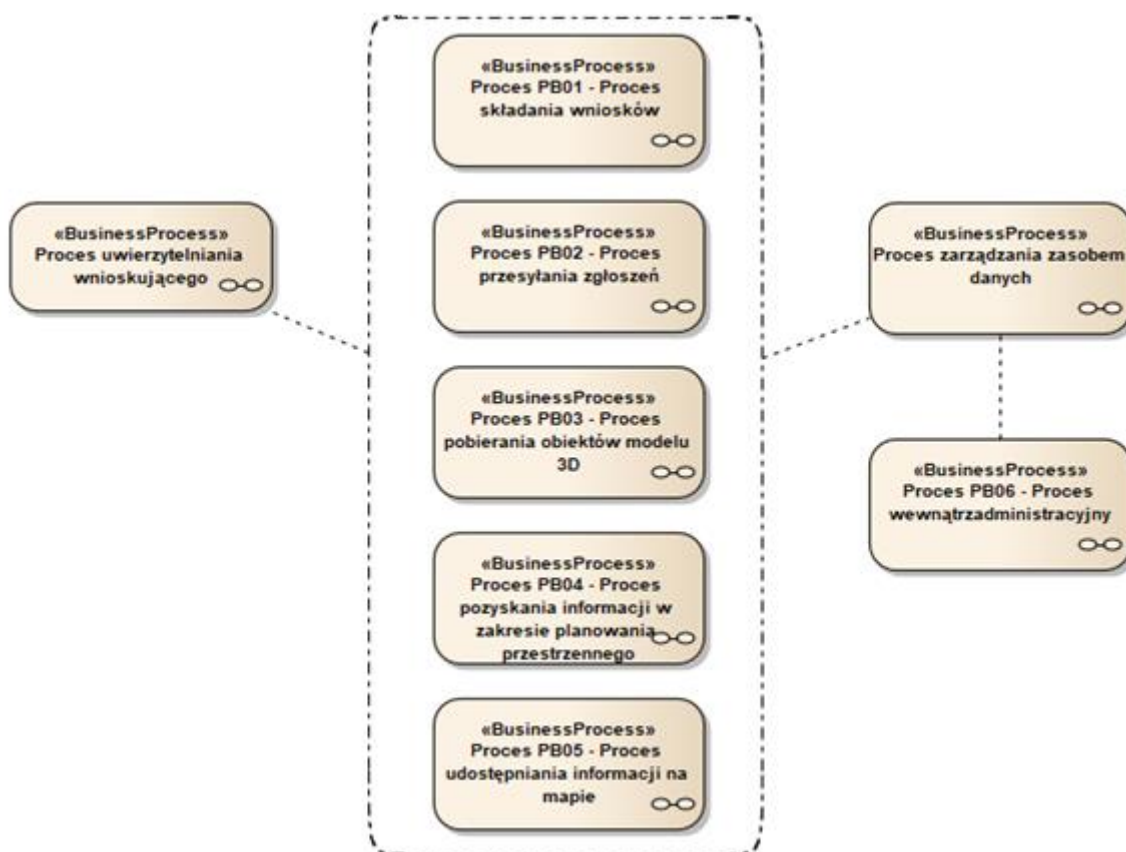 «BusinessProcess»
Proces PB01 - Proces
składania wniosków
«BusinessProcess»
Proces uwierzytelniania
wnioskującego
«BusinessProcess»
Proces PB02 - Proces
przesyłania zgłoszeń
«BusinessProcess»
Proces zarządzania zasobem
danych
«BusinessProcess»
Proces PB03 - Proces
pobierania obiektów modelu
3D
«BusinessProcess»
Proces PB06 - Proces
wewnątrzadministracyjny
«BusinessProcess»
Proces PB04 - Proces
pozyskania informacji w
zakresie planowania
przestrzennego
«BusinessProcess»
Proces PB05 - Proces
udostępniania informacji na
mapie